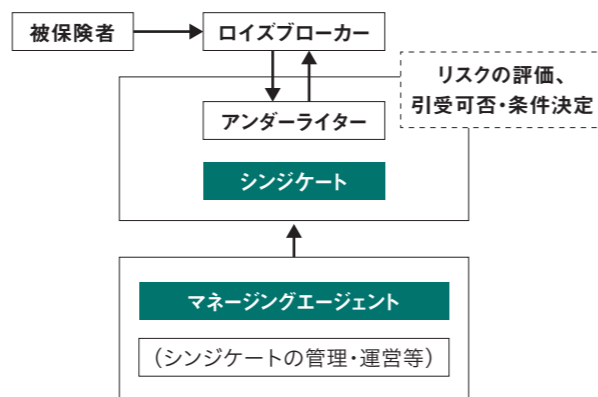 被保険者
ロイズブローカー
リスクの評価、
引受可否・条件決定
アンダーライター
シンジケート
マネージングエージェント
（シンジケートの管理・運営等）